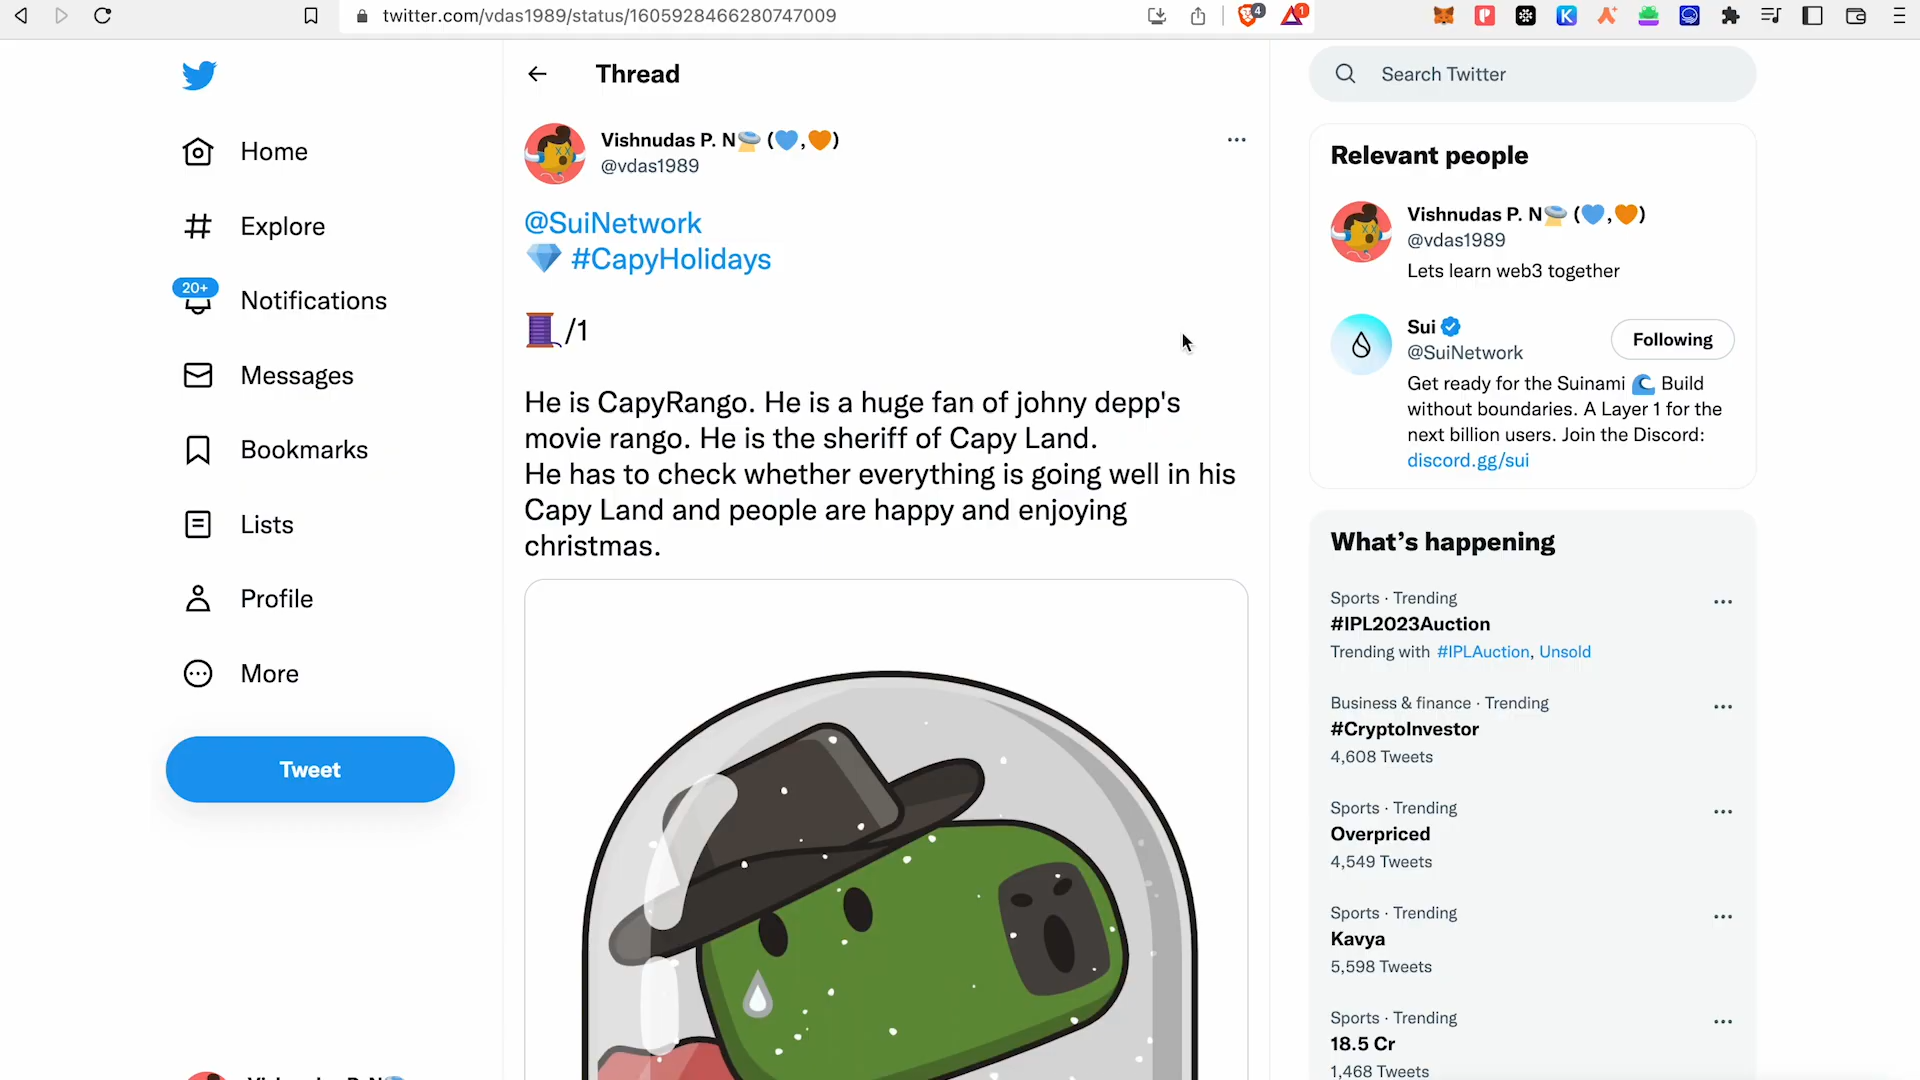 twitter.com/vdas1989/status/1605928466280747009
4
1
Home
Explore
20+
Notifications
Messages
Bookmarks
Lists
Profile
More
Tweet
Thread
Vishnudas P. N (💙,🧡)
@vdas1989
@SuiNetwork
💎 #CapyHolidays
🧵/1
He is CapyRango. He is a huge fan of johny depp's
movie rango. He is the sheriff of Capy Land.
He has to check whether everything is going well in his
Capy Land and people are happy and enjoying
christmas.
Search Twitter
Relevant people
Vishnudas P. N (💙,🧡)
@vdas1989
Lets learn web3 together
Sui
@SuiNetwork
Following
Get ready for the Suinami 🌊 Build
without boundaries. A Layer 1 for the
next billion users. Join the Discord:
discord.gg/sui
What's happening
Sports · Trending
#IPL2023Auction
Trending with #IPLAuction, Unsold
Business & finance · Trending
#CryptoInvestor
4,608 Tweets
Sports · Trending
Overpriced
4,549 Tweets
Sports · Trending
Kavya
5,598 Tweets
Sports · Trending
18.5 Cr
1,468 Tweets